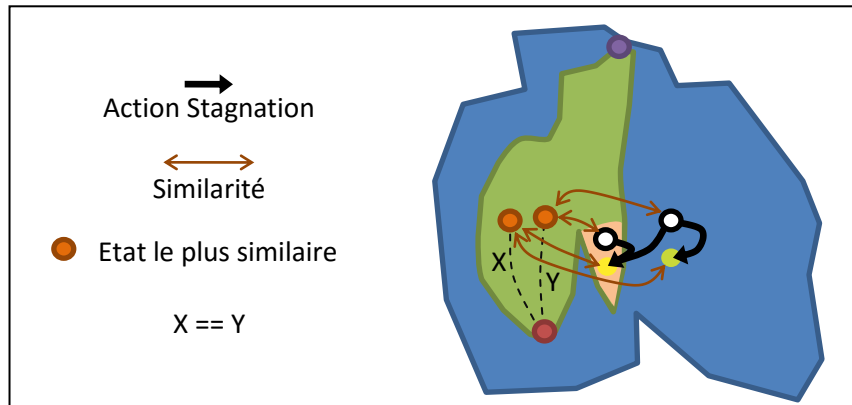 Action Stagnation
Similarité
Etat le plus similaire
X == Y
X
Y